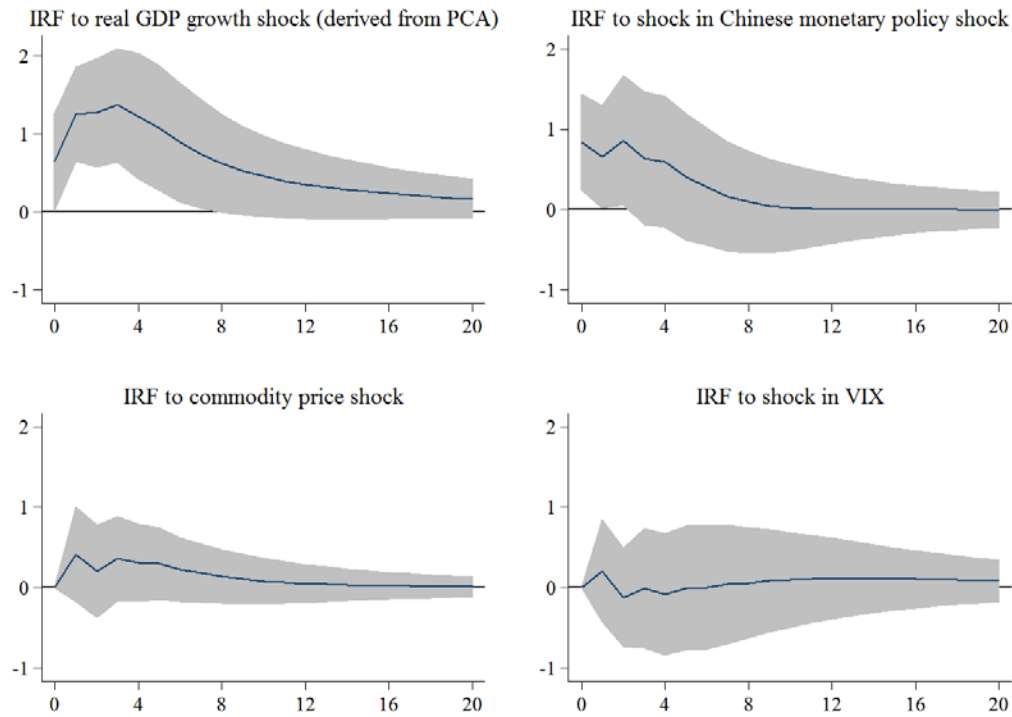 IRF to real GDP growth shock (derived from PCA)
2
1
0
-1
0 4 8 12 16 20
IRF to shock in Chinese monetary policy shock
2
1
0
-1
0 4 8 12 16 20
IRF to commodity price shock
2
1
0
-1
0 4 8 12 16 20
IRF to shock in VIX
2
1
0
-1
0 4 8 12 16 20